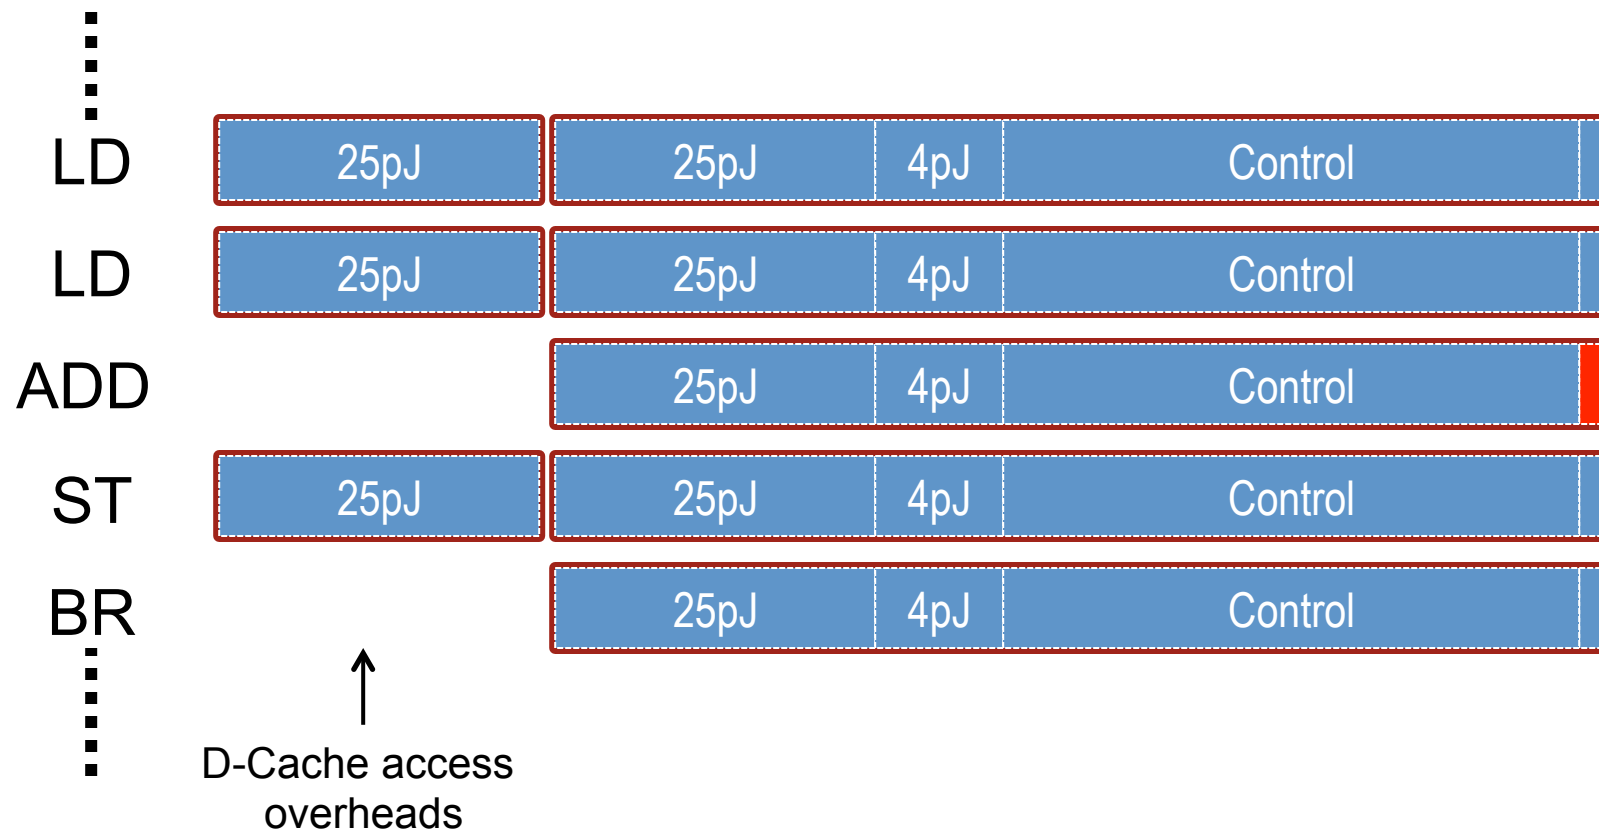 LD 25pJ 25pJ 4pJ Control
LD 25pJ 25pJ 4pJ Control
ADD 25pJ 4pJ Control
ST 25pJ 25pJ 4pJ Control
BR 25pJ 4pJ Control
D-Cache access
overheads